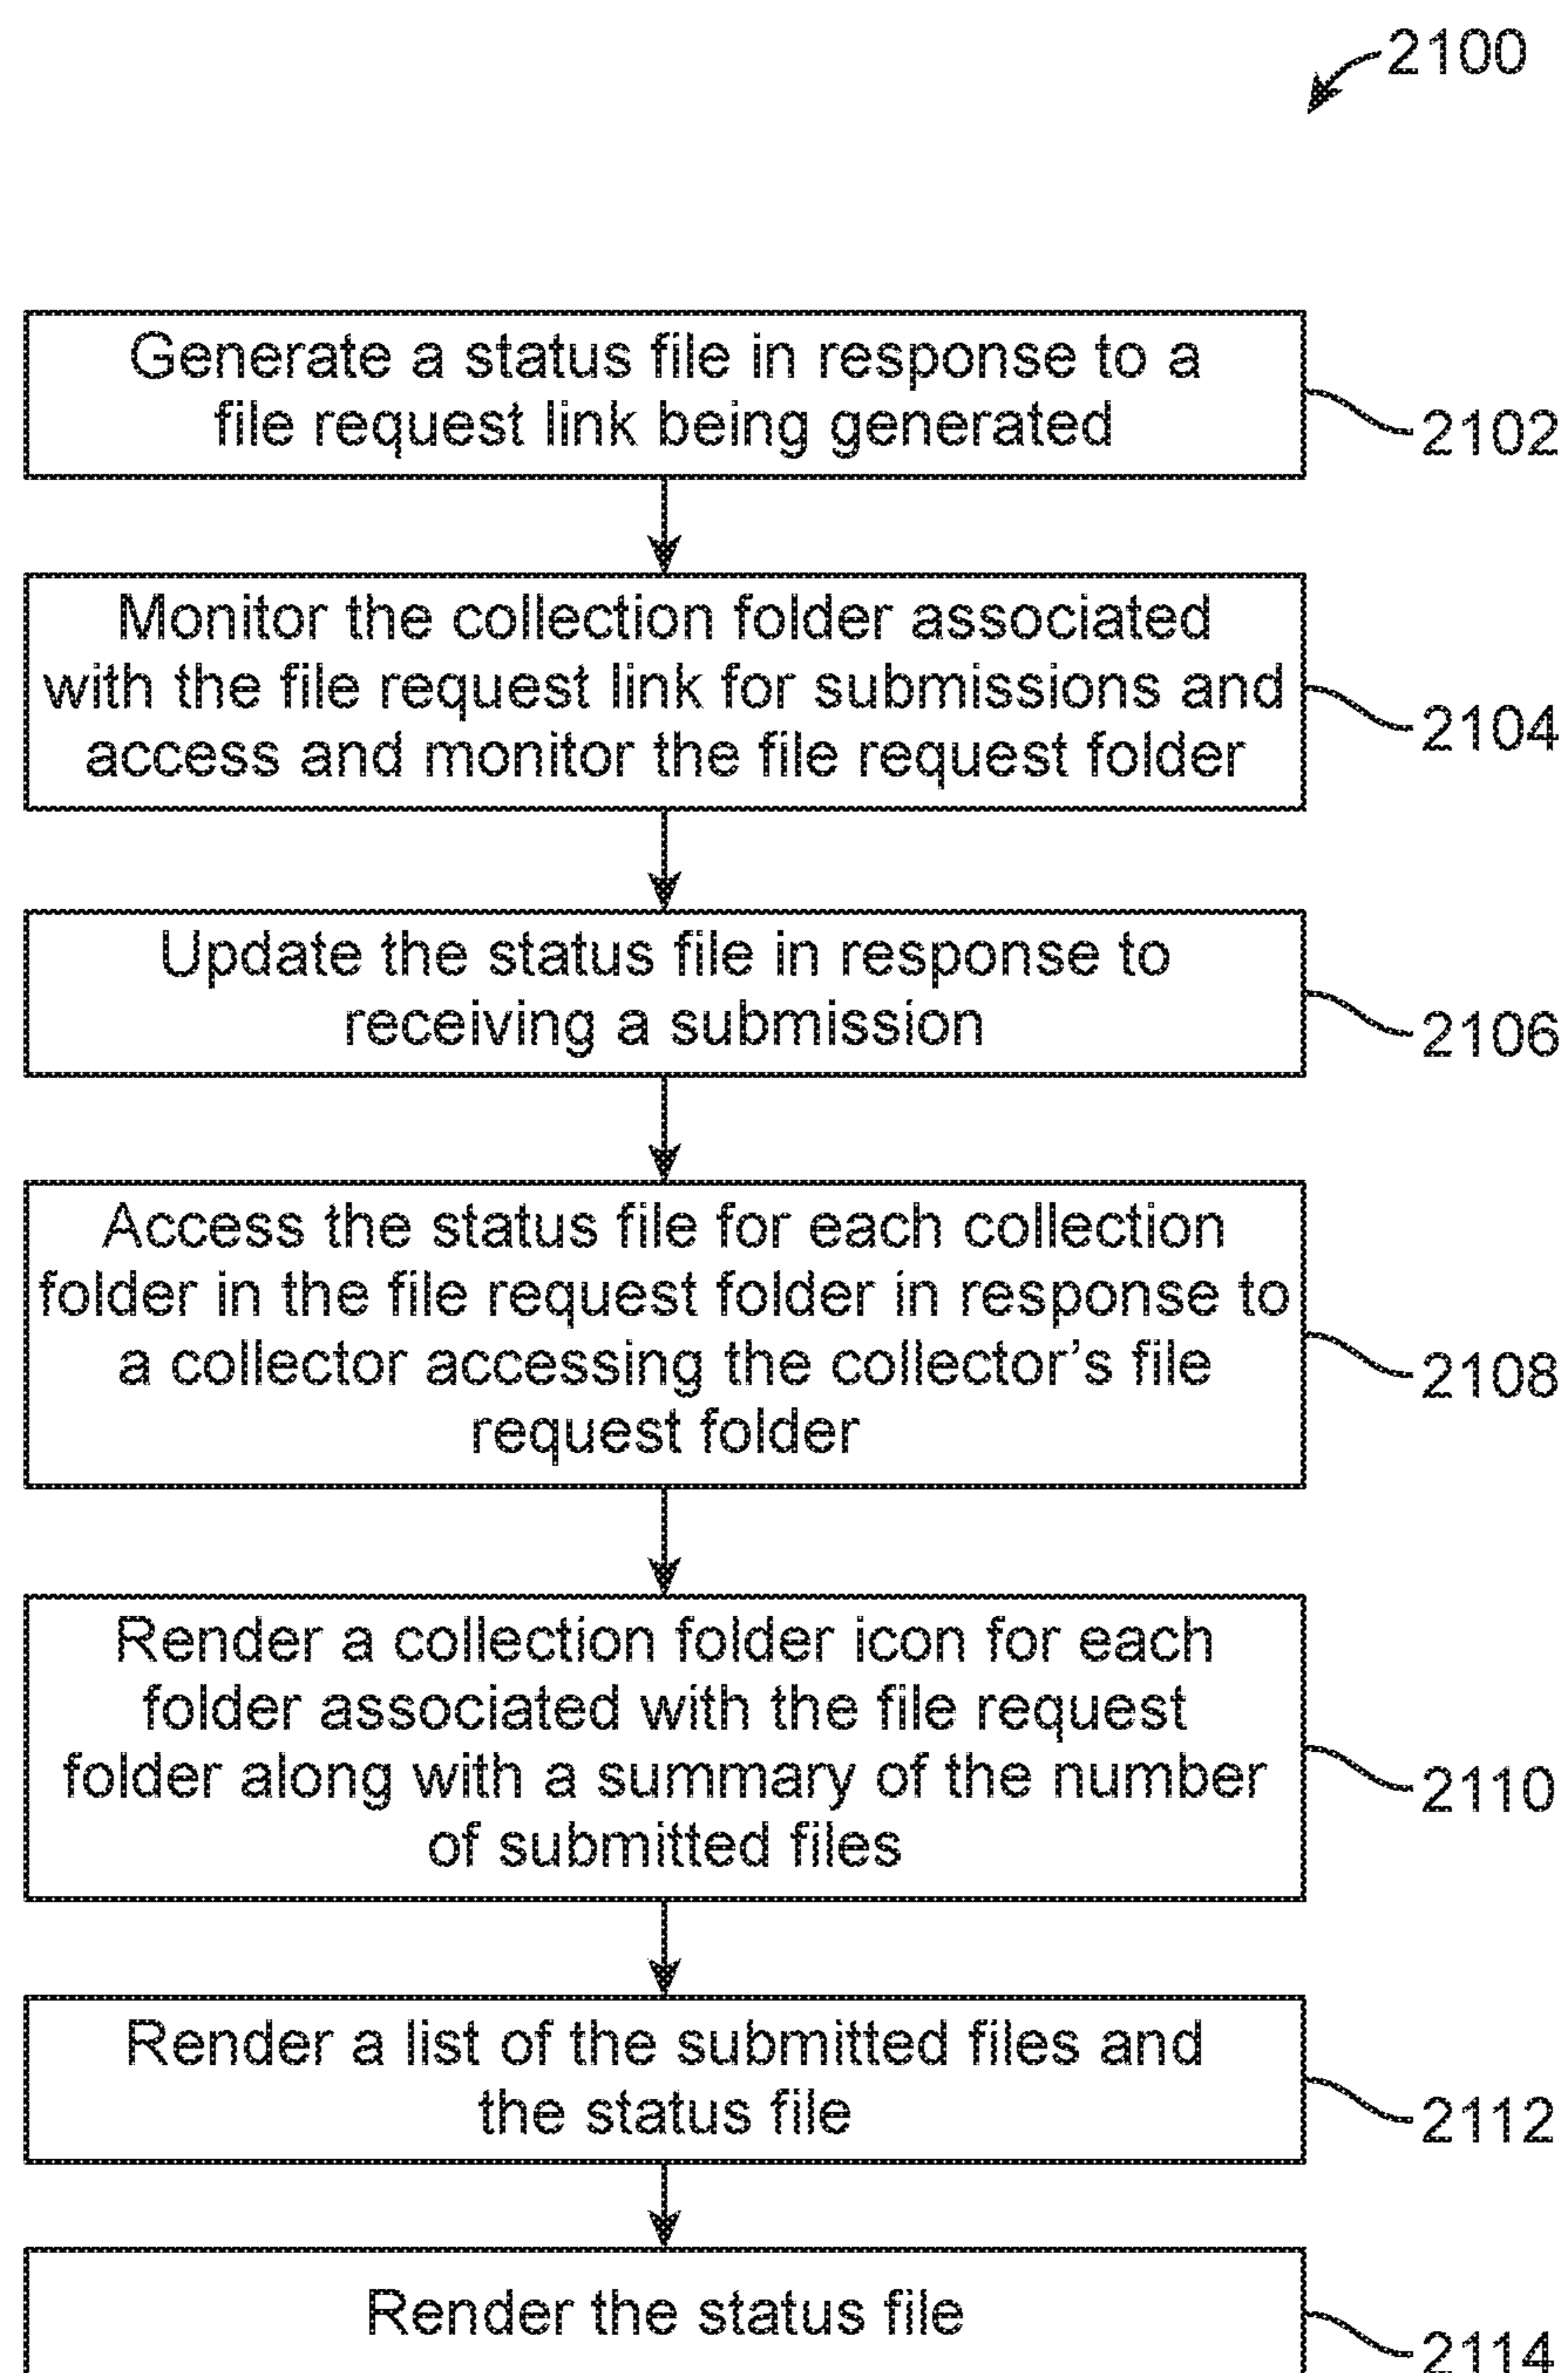 2100
Generate a status file in response to a
file request link being generated
2102
Monitor the collection folder associated
with the file request link for submissions and
access and monitor the file request folder
2104
Update the status file in response to
receiving a submission
2106
Access the status file for each collection
folder in the file request folder in response to
a collector accessing the collector's file
request folder
2108
Render a collection folder icon for each
folder associated with the file request
folder along with a summary of the number
of submitted files
2110
Render a list of the submitted files and
the status file
2112
Render the status file
2114